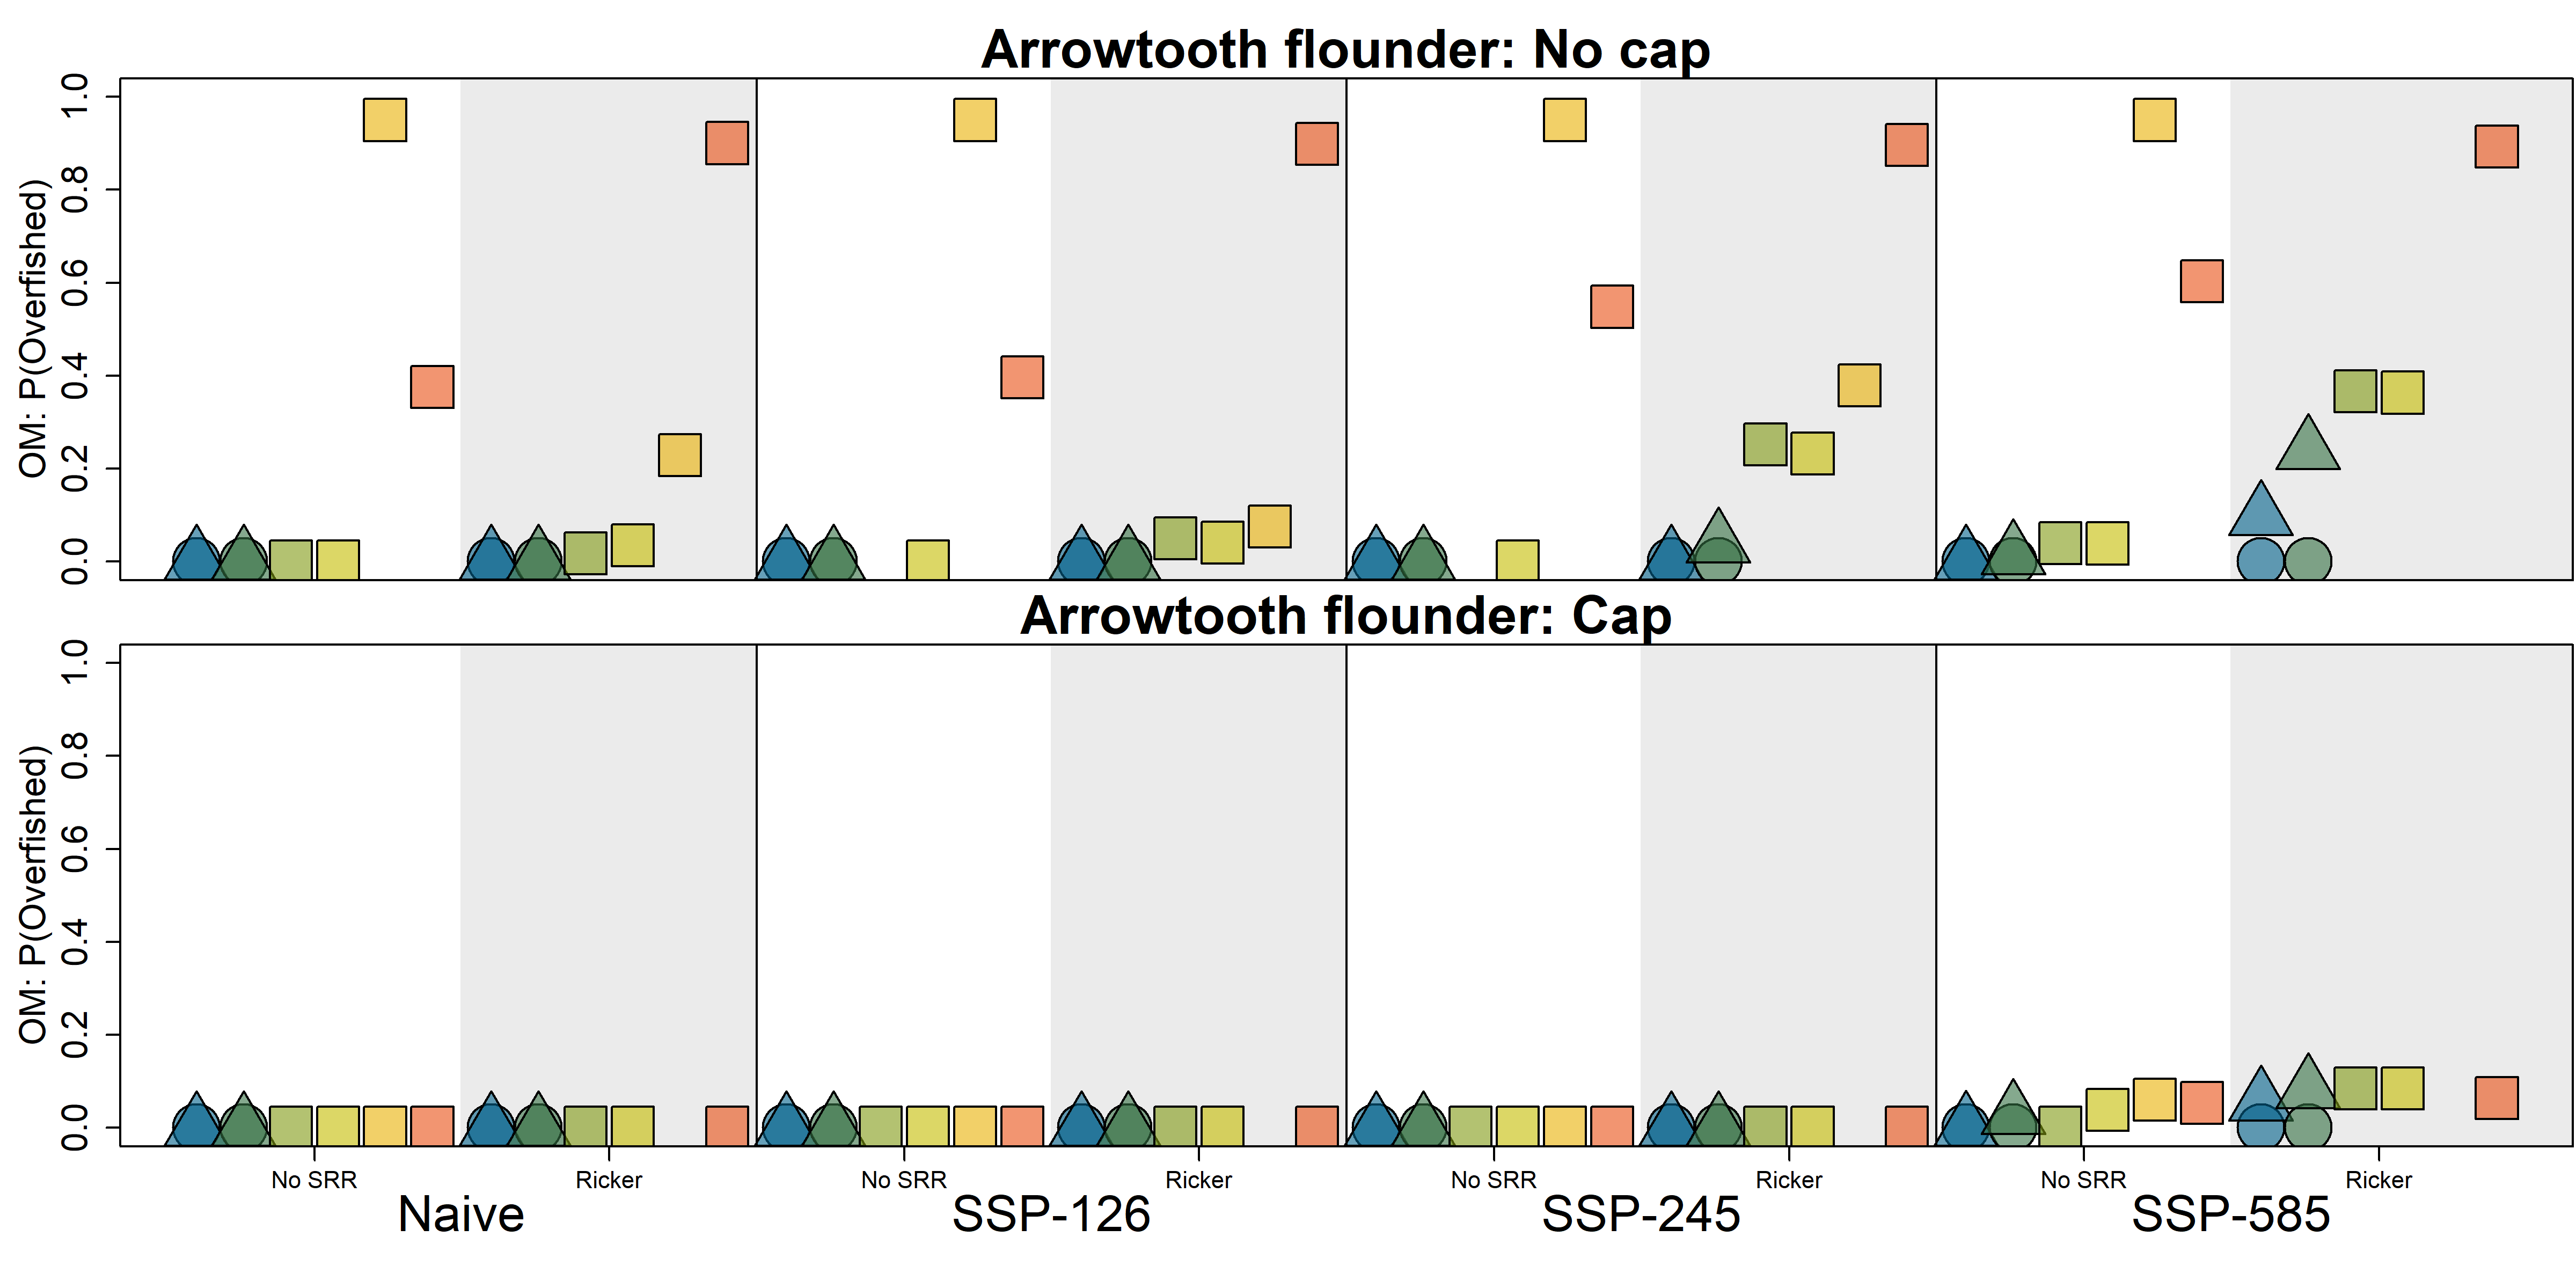 Arrowtooth flounder: No cap
OM: P(Overfished)
1.0
0.8
0.6
0.4
0.2
0.0
Arrowtooth flounder: Cap
OM: P(Overfished)
1.0
0.8
0.6
0.4
0.2
0.0
No SRR Ricker No SRR Ricker No SRR Ricker No SRR Ricker
Naive SSP-126 SSP-245 SSP-585